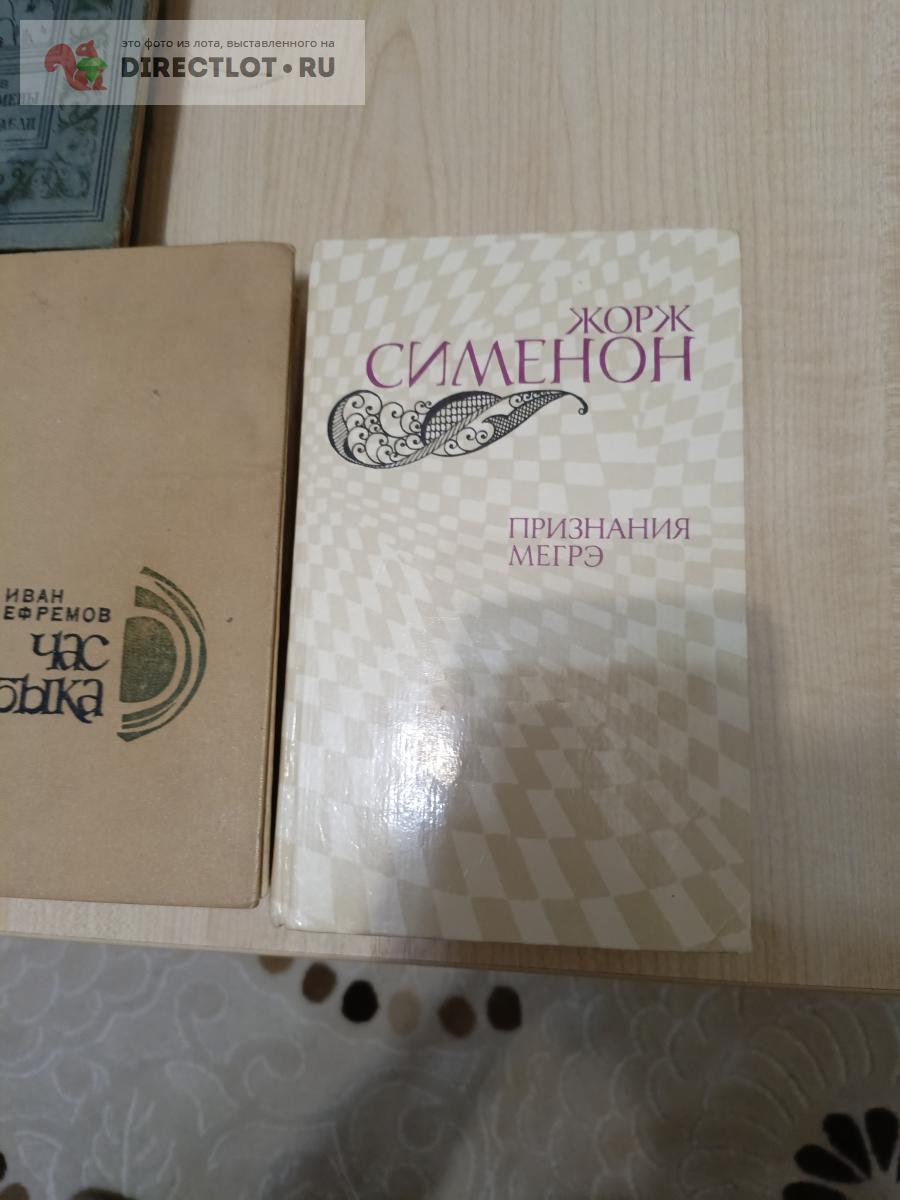 это фото из лота, выставленного на
DIRECTLOT•RU
ЖОРЖ
СИМЕНОН
ПРИЗНАНИЯ
МЕГРЭ
ИВАН
ЕФРЕМОВ
ЧАС
БЫКА